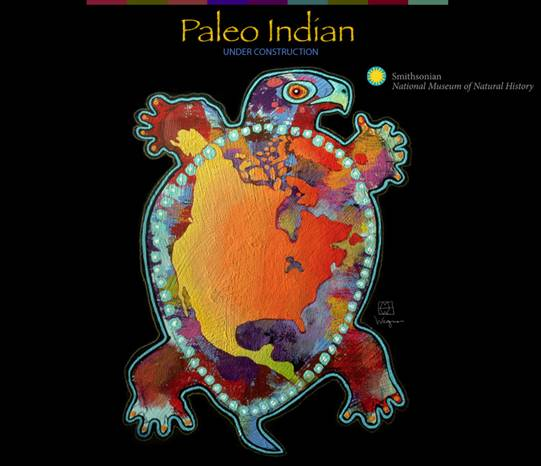 Paleo Indian
UNDER CONSTRUCTION
Smithsonian
National Museum of Natural History